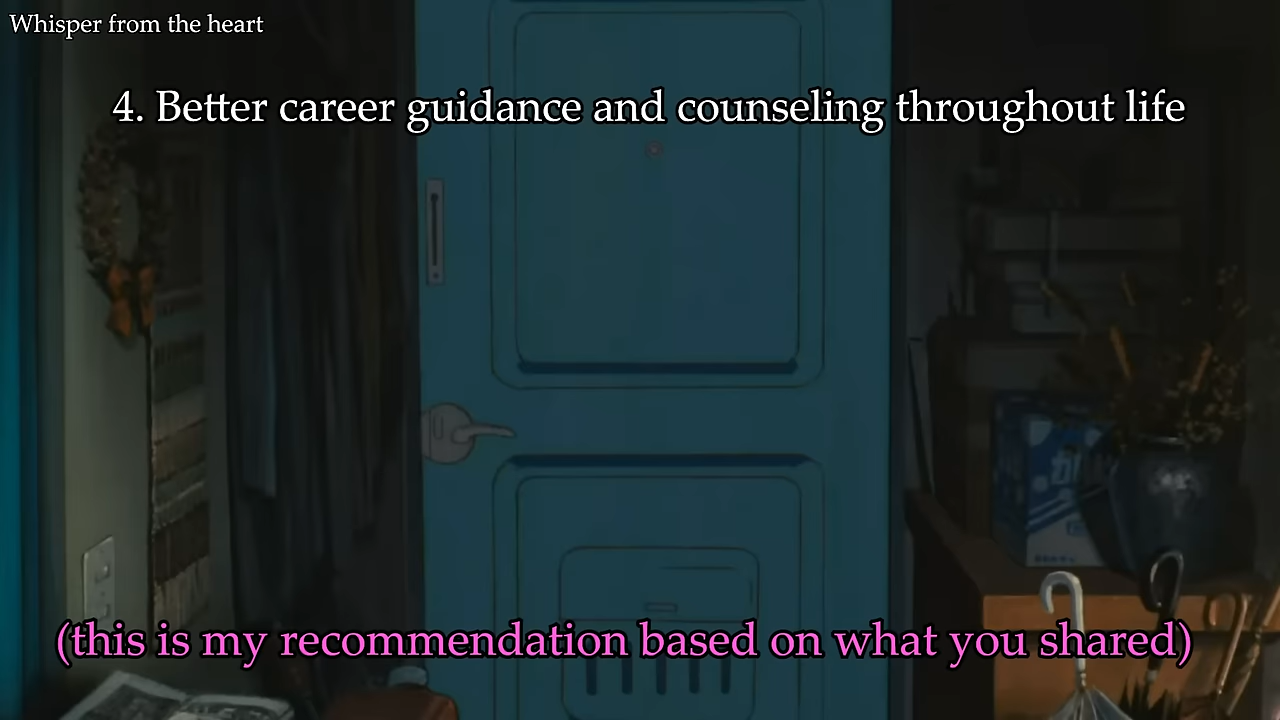 Whisper from the heart
4. Better career guidance and counseling throughout life
(this is my recommendation based on what you shared)